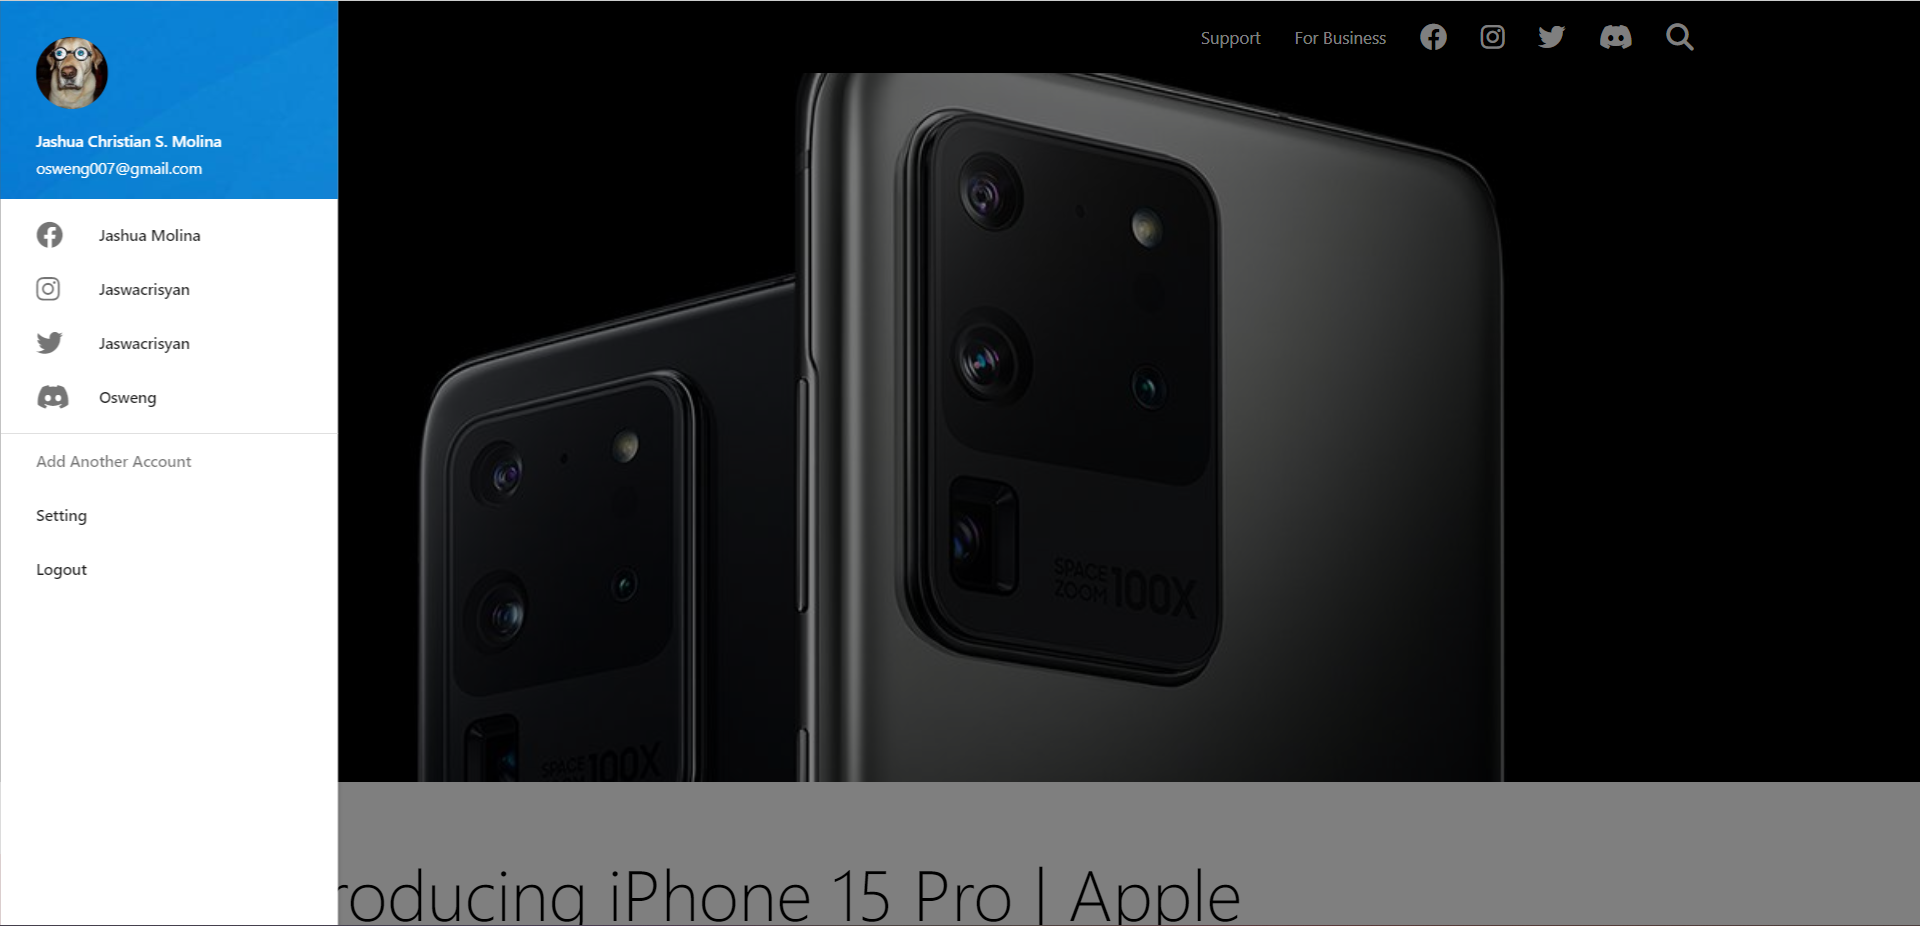 Support
For Business
Jashua Christian S. Molina
osweng007@gmail.com
Jashua Molina
Jaswacrisyan
Jaswacrisyan
Osweng
Add Another Account
Setting
Logout
SPACE
ZOOM 100X
SPACE
100X
roducing iPhone 15 Pro | Apple